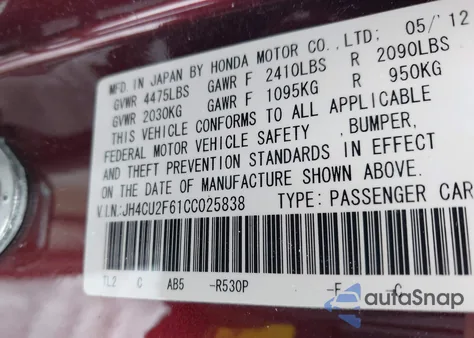 MFD. IN JAPAN BY HONDA MOTOR CO.,LTD: 05/'12
GVWR 4475LBS GAWR F 2410LBS R 2090LBS
GVWR 2030KG GAWR F 1095KG R 950KG
THIS VEHICLE CONFORMS TO ALL APPLICABLE
FEDERAL MOTOR VEHICLE SAFETY ,BUMPER,
AND THEFT PREVENTION STANDARDS IN EFFECT
ON THE DATE OF MANUFACTURE SHOWN ABOVE.
V.I.N.:JH4CU2F61CC025838 TYPE: PASSENGER CAR
TL2 C AB5 -R530P -F -C
autaSnap